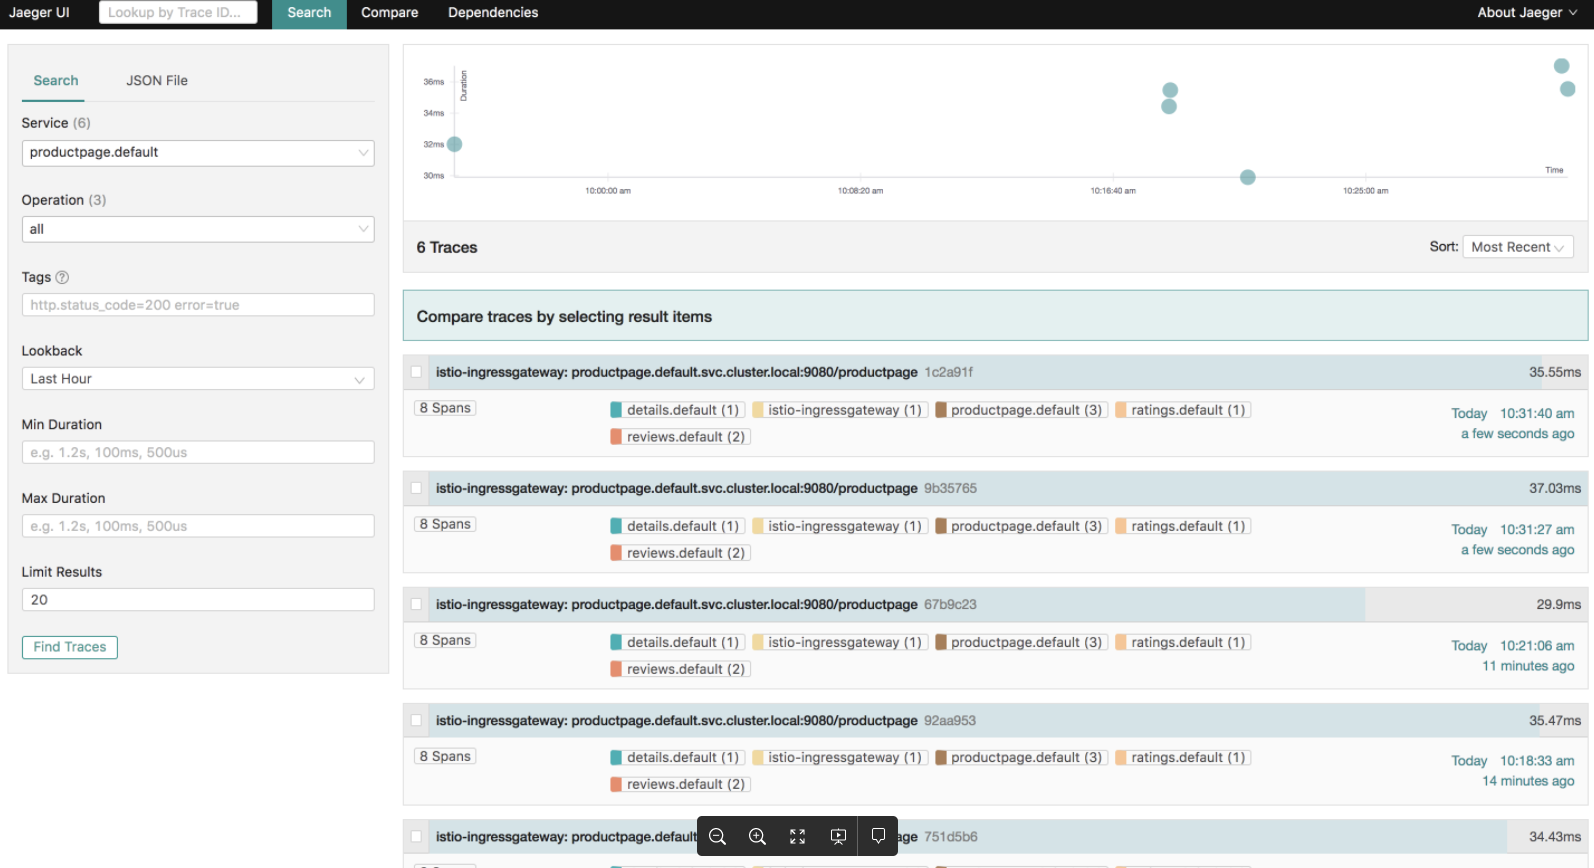 Jaeger UI Lookup by Trace ID... Search Compare Dependencies About Jaeger
Search JSON File
Service (6)
productpage.default
Operation (3)
all
Tags ?
http.status_code=200 error=true
Lookback
Last Hour
Min Duration
e.g. 1.2s, 100ms, 500us
Max Duration
e.g. 1.2s, 100ms, 500us
Limit Results
20
Find Traces
Duration
36ms
34ms
32ms
30ms
Time
10:00:00 am 10:08:20 am 10:16:40 am 10:25:00 am
6 Traces Sort: Most Recent
Compare traces by selecting result items
istio-ingressgateway: productpage.default.svc.cluster.local:9080/productpage 1c2a91f 35.55ms
8 Spans details.default (1) istio-ingressgateway (1) productpage.default (3) ratings.default (1) Today 10:31:40 am
reviews.default (2) a few seconds ago
istio-ingressgateway: productpage.default.svc.cluster.local:9080/productpage 9b35765 37.03ms
8 Spans details.default (1) istio-ingressgateway (1) productpage.default (3) ratings.default (1) Today 10:31:27 am
reviews.default (2) a few seconds ago
istio-ingressgateway: productpage.default.svc.cluster.local:9080/productpage 67b9c23 29.9ms
8 Spans details.default (1) istio-ingressgateway (1) productpage.default (3) ratings.default (1) Today 10:21:06 am
reviews.default (2) 11 minutes ago
istio-ingressgateway: productpage.default.svc.cluster.local:9080/productpage 92aa953 35.47ms
8 Spans details.default (1) istio-ingressgateway (1) productpage.default (3) ratings.default (1) Today 10:18:33 am
reviews.default (2) 14 minutes ago
istio-ingressgateway: productpage.default age 751d5b6 34.43ms